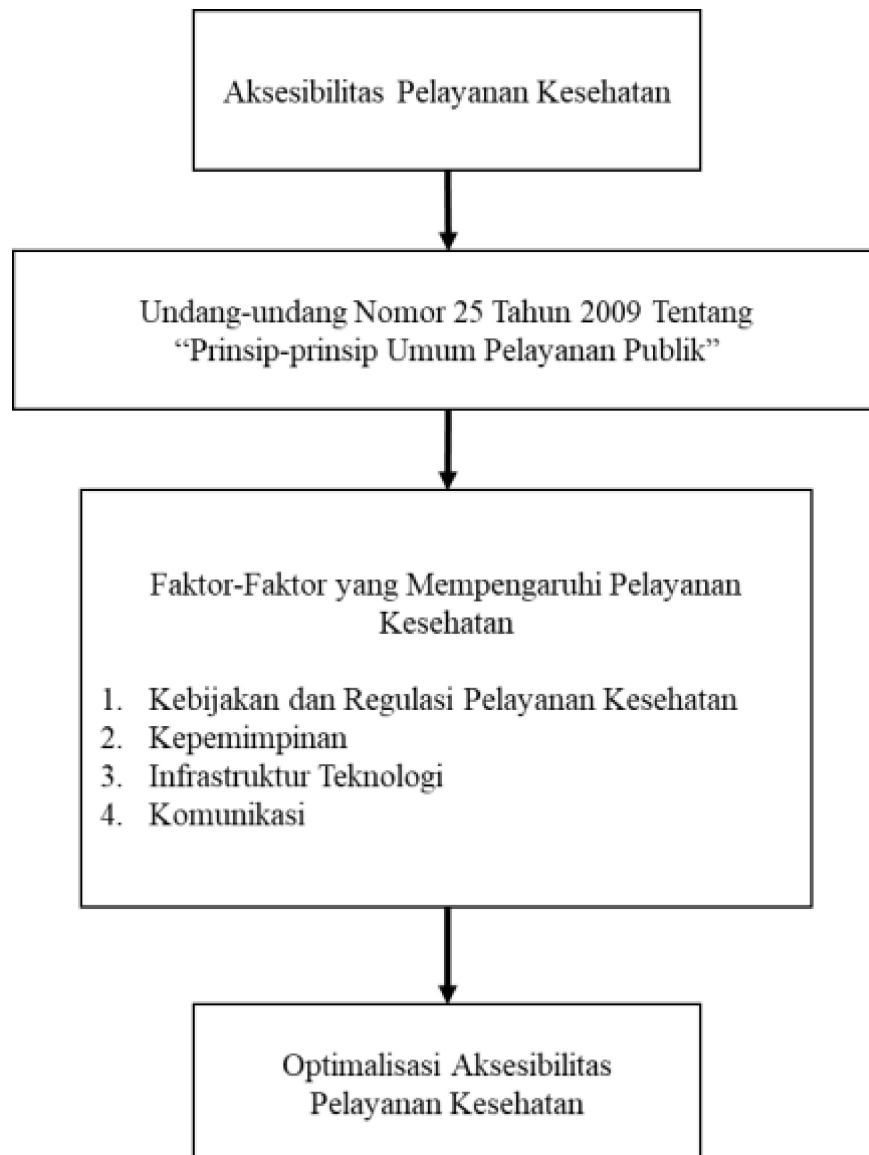 Aksesibilitas Pelayanan Kesehatan
Undang-undang Nomor 25 Tahun 2009 Tentang
“Prinsip-prinsip Umum Pelayanan Publik”
Faktor-Faktor yang Mempengaruhi Pelayanan
Kesehatan
1. Kebijakan dan Regulasi Pelayanan Kesehatan
2. Kepemimpinan
3. Infrastruktur Teknologi
4. Komunikasi
Optimalisasi Aksesibilitas
Pelayanan Kesehatan